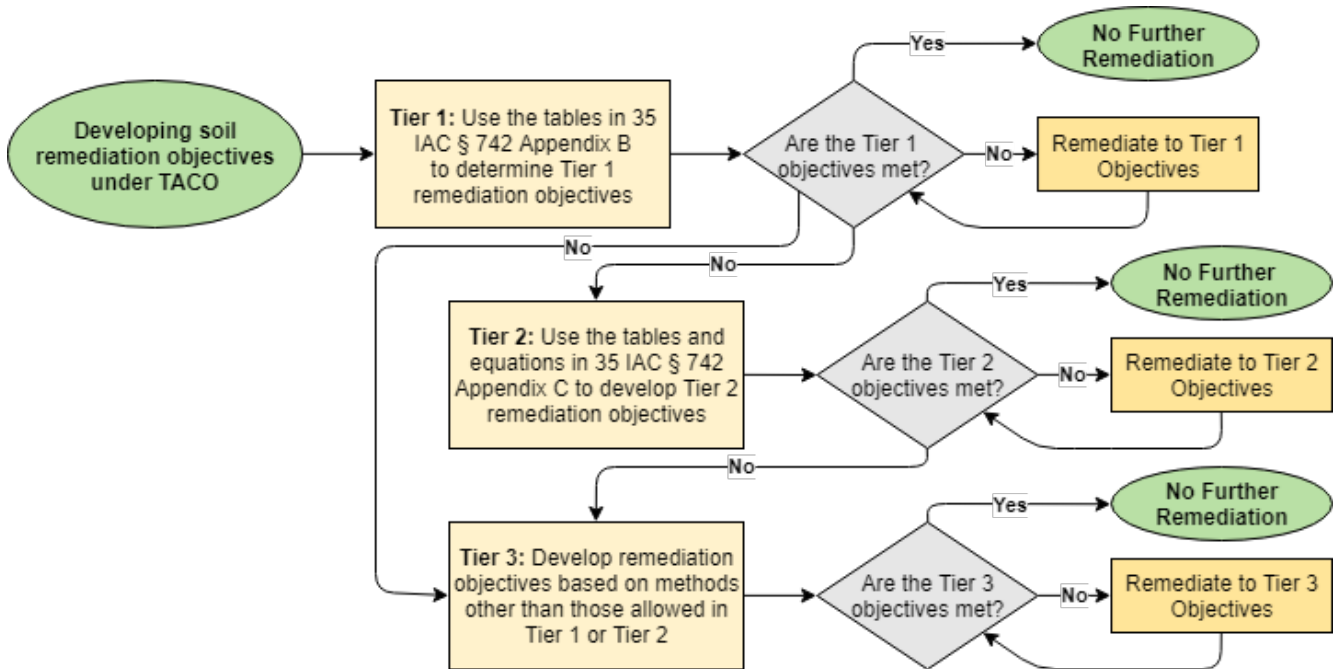 Developing soil
remediation objectives
under TACO
Tier 1: Use the tables in 35
IAC § 742 Appendix B
to determine Tier 1
remediation objectives
Are the Tier 1
objectives met?
Yes
No Further
Remediation
No
Remediate to Tier 1
Objectives
No
No
Tier 2: Use the tables and
equations in 35 IAC § 742
Appendix C to develop Tier 2
remediation objectives
Are the Tier 2
objectives met?
Yes
No Further
Remediation
No
Remediate to Tier 2
Objectives
No
Tier 3: Develop remediation
objectives based on methods
other than those allowed in
Tier 1 or Tier 2
Are the Tier 3
objectives met?
Yes
No Further
Remediation
No
Remediate to Tier 3
Objectives